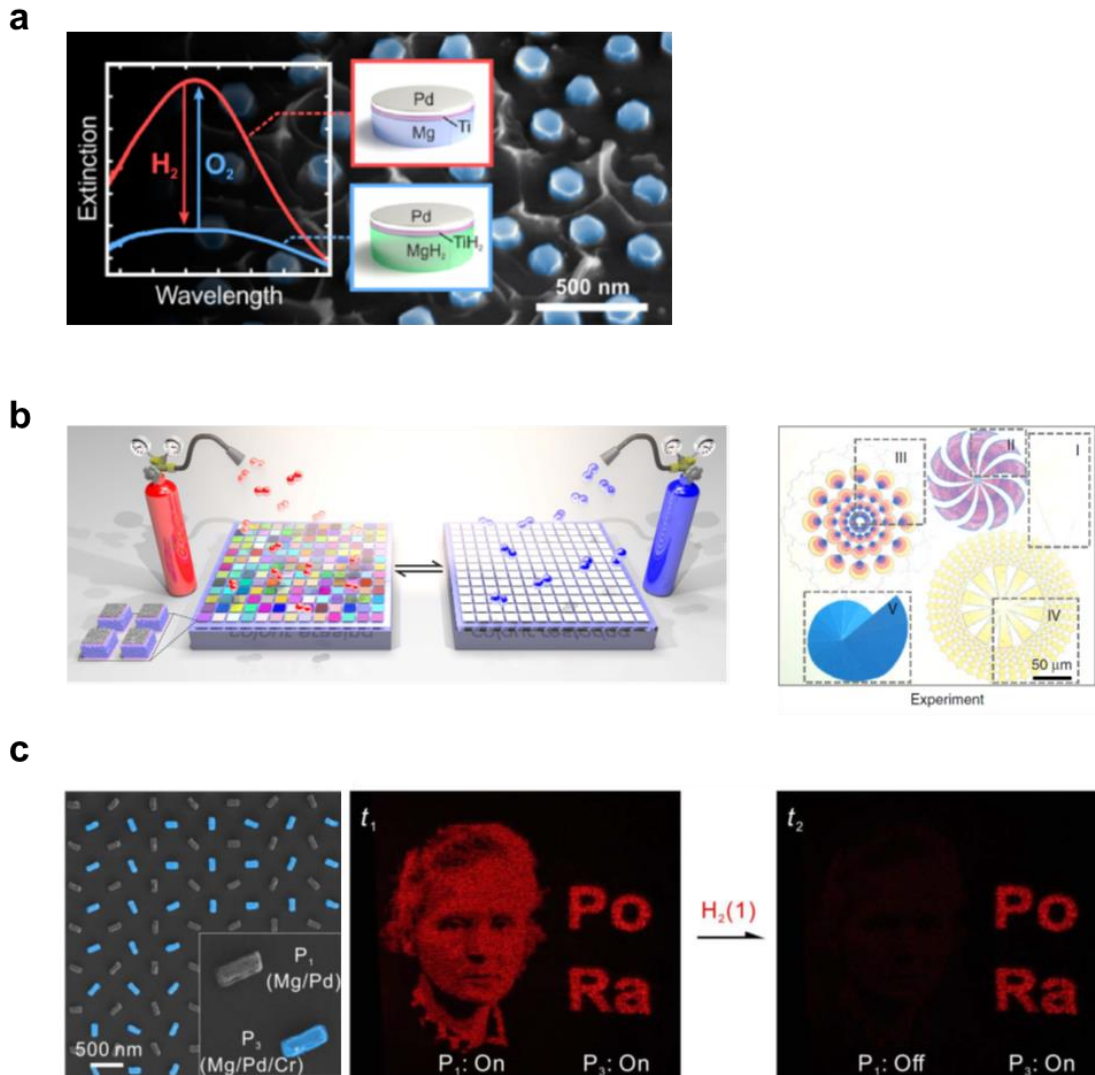 a
Extinction
H2
O2
Wavelength
Pd
Ti
Mg
Pd
TiH2
MgH2
500 nm
b
III
II
I
V
IV
50 μm
Experiment
c
500 nm
P1
(Mg/Pd)
P3
(Mg/Pd/Cr)
t1
Po
Ra
P1: On
P3: On
H2(1)
t2
Po
Ra
P1: Off
P3: On